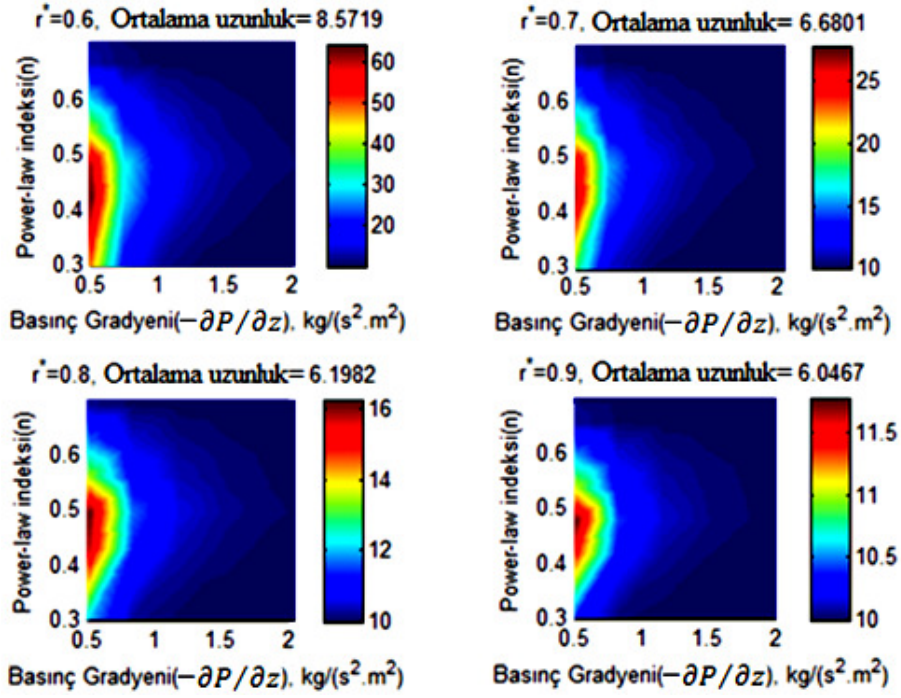 r*=0.6, Ortalama uzunluk= 8.5719
Power-law indeksi(n)
0.6
0.5
0.4
0.3
0.5 1 1.5 2
60
50
40
30
20
Basınç Gradyeni(−∂P/∂z), kg/(s².m²)
r*=0.7, Ortalama uzunluk= 6.6801
Power-law indeksi(n)
0.6
0.5
0.4
0.3
0.5 1 1.5 2
25
20
15
10
Basınç Gradyeni(−∂P/∂z), kg/(s².m²)
r*=0.8, Ortalama uzunluk= 6.1982
Power-law indeksi(n)
0.6
0.5
0.4
0.3
0.5 1 1.5 2
16
14
12
10
Basınç Gradyeni(−∂P/∂z), kg/(s².m²)
r*=0.9, Ortalama uzunluk= 6.0467
Power-law indeksi(n)
0.6
0.5
0.4
0.3
0.5 1 1.5 2
11.5
11
10.5
10
Basınç Gradyeni(−∂P/∂z), kg/(s².m²)